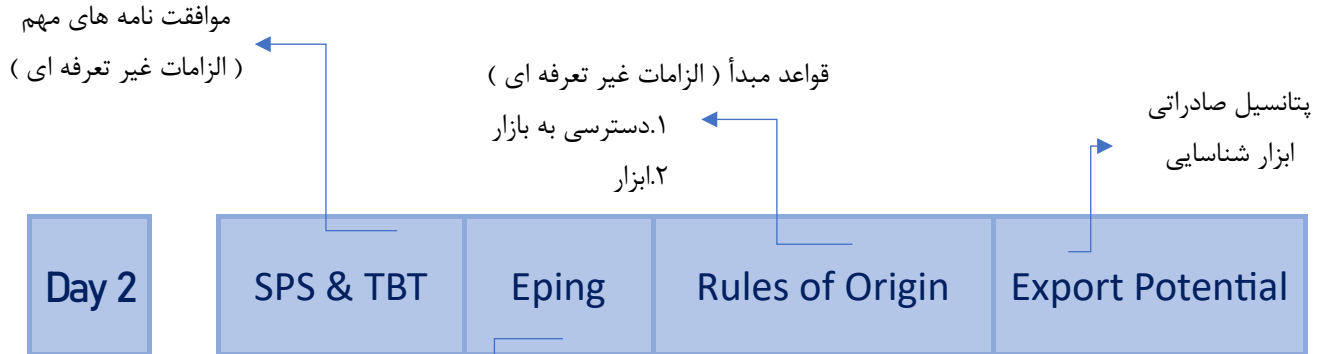 موافقت نامه های مهم
( الزامات غیر تعرفه ای )
قواعد مبدأ ( الزامات غیر تعرفه ای )
۱.دسترسی به بازار
۲.ابزار
پتانسیل صادراتی
ابزار شناسایی
Day 2
SPS & TBT
Eping
Rules of Origin
Export Potential